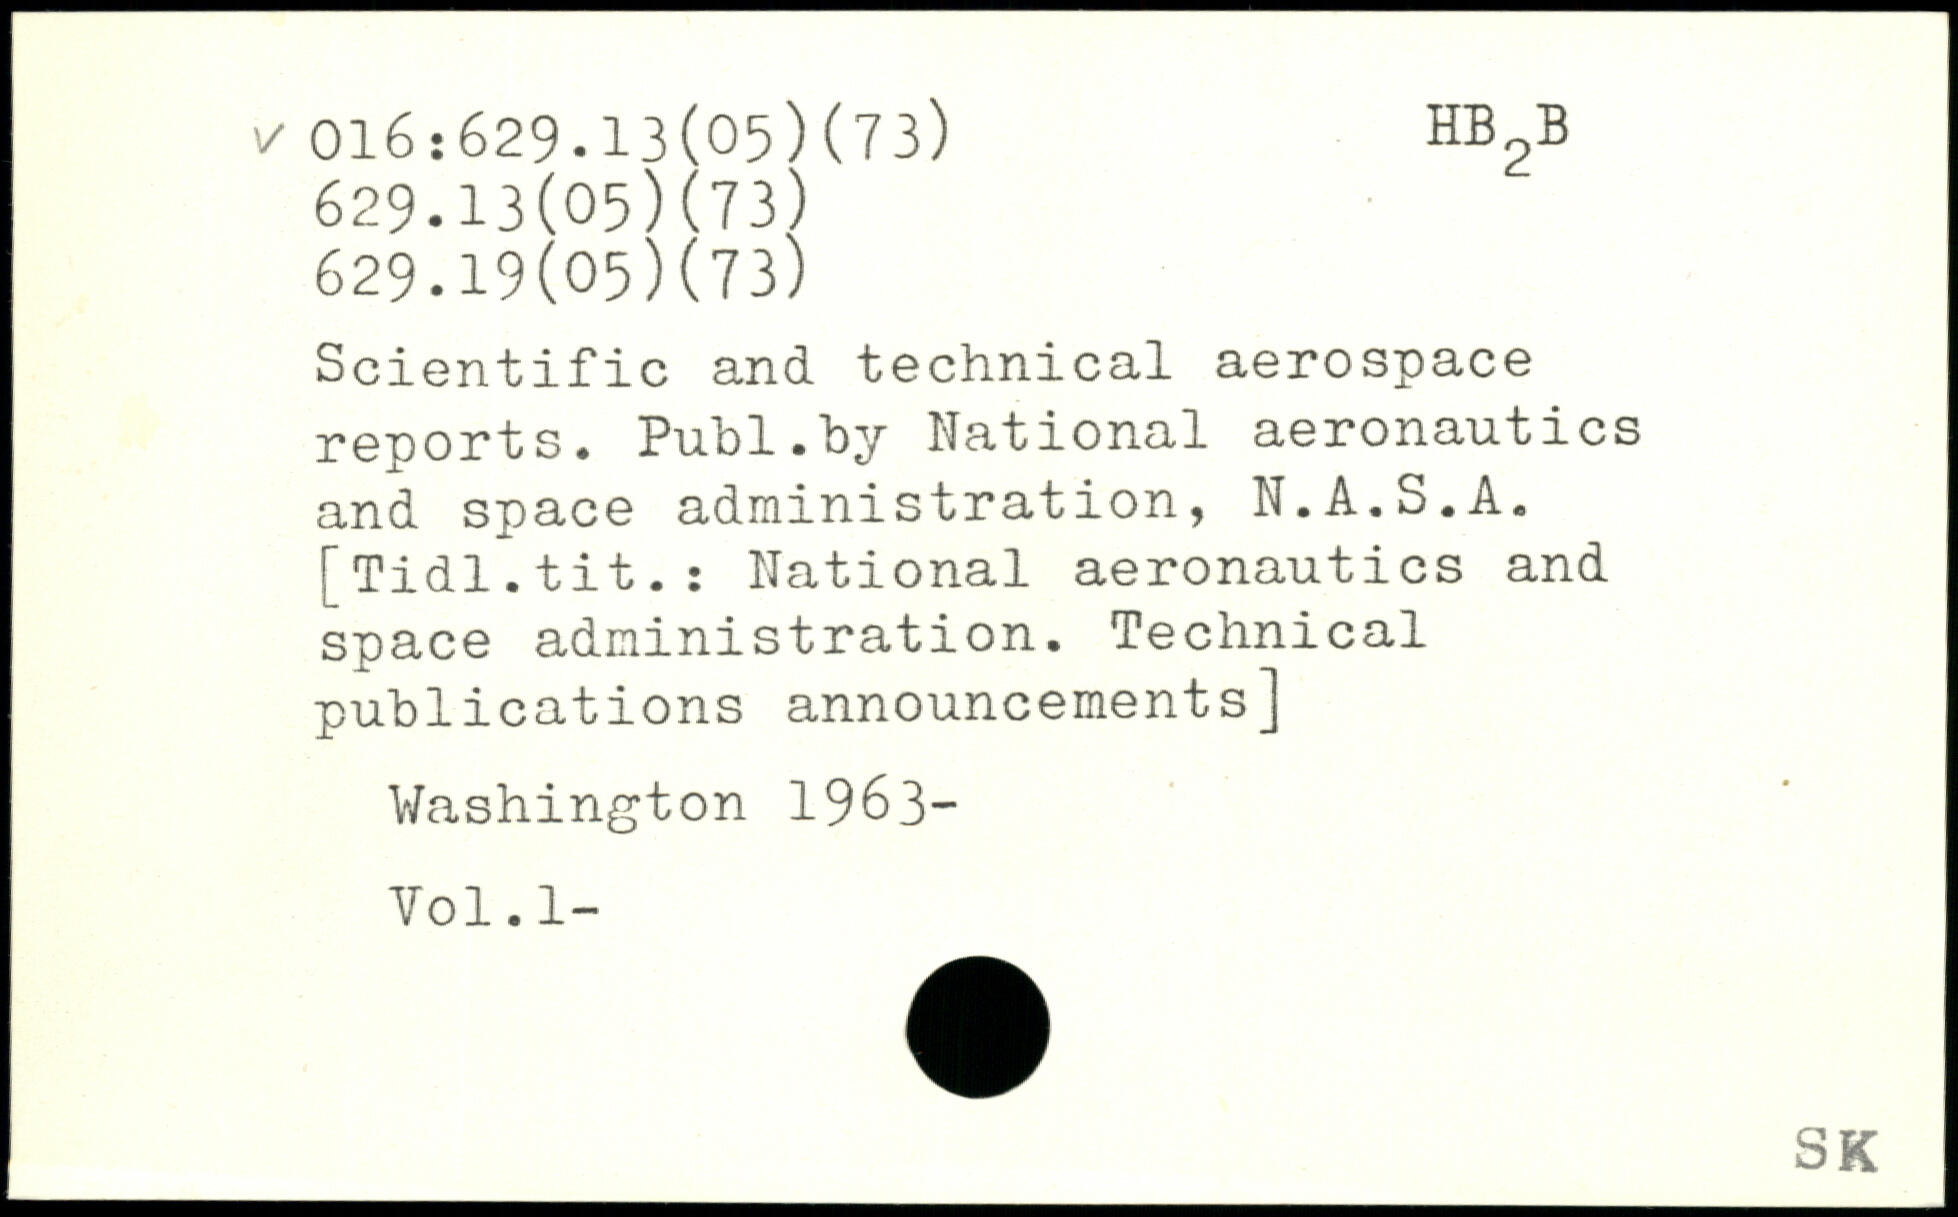 ✓ 016:629.13(05)(73) HB₂B
629.13(05)(73)
629.19(05)(73)
Scientific and technical aerospace
reports. Publ.by National aeronautics
and space administration, N.A.S.A.
[Tidl.tit.: National aeronautics and
space administration. Technical
publications announcements]
Washington 1963-
Vol.1-
SK